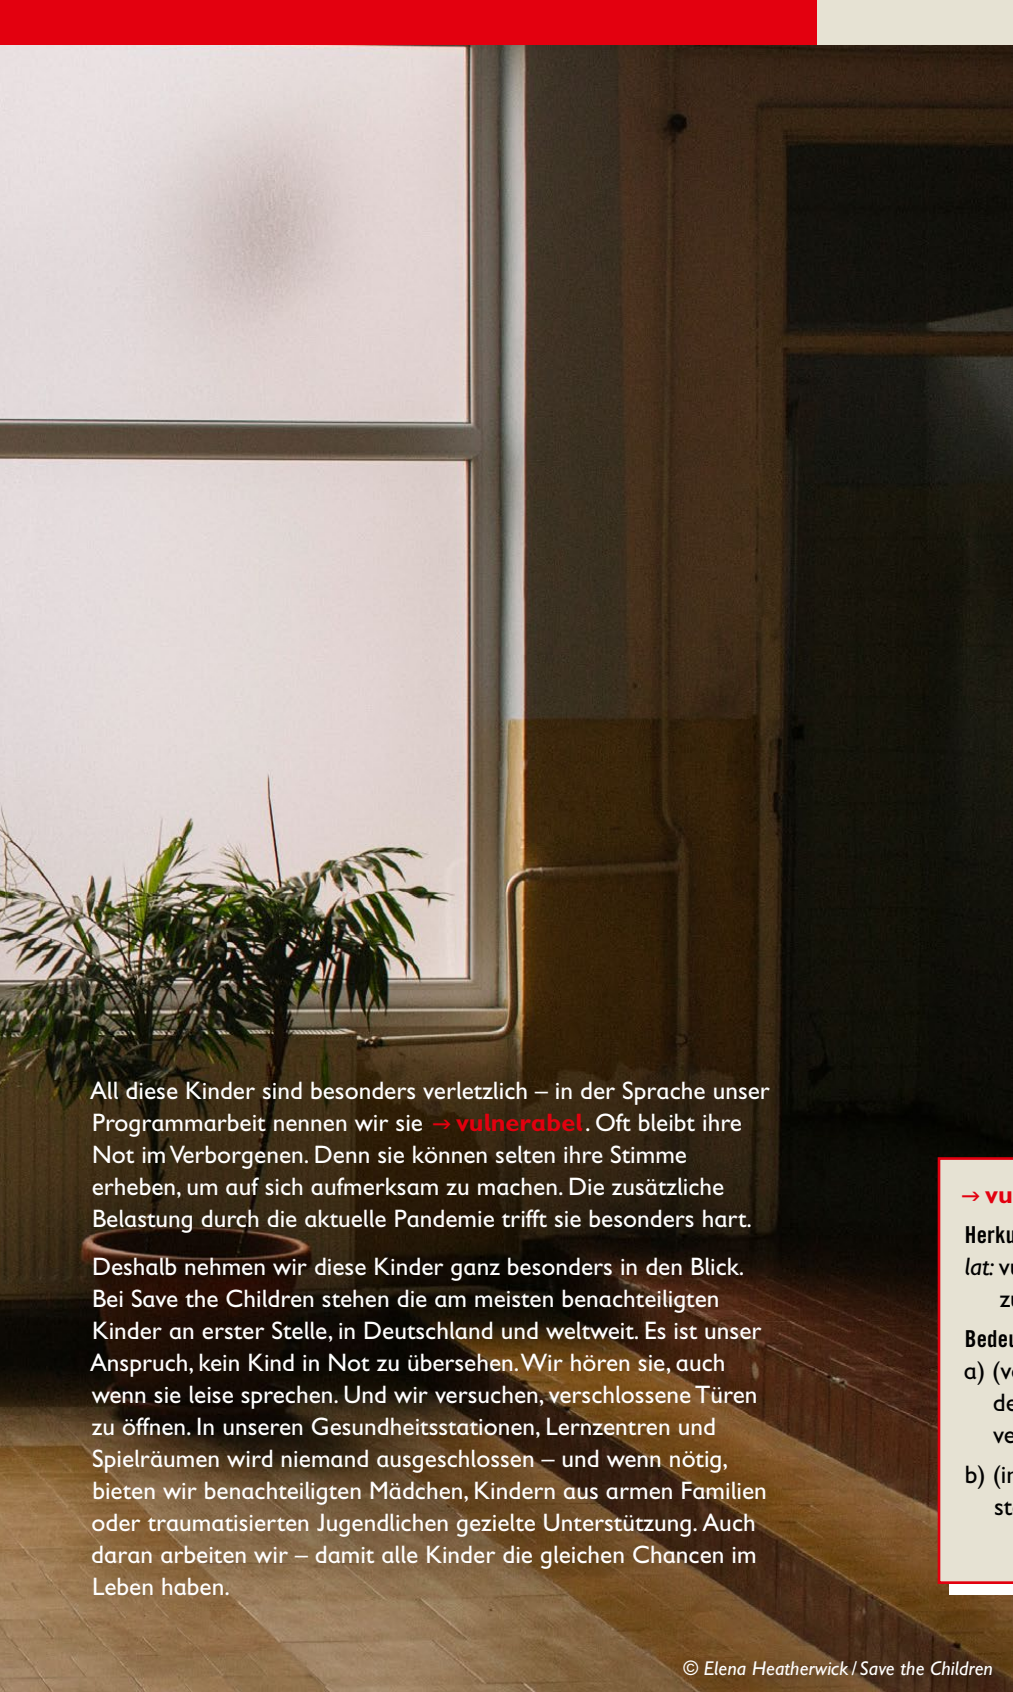 All diese Kinder sind besonders verletzlich – in der Sprache unser
Programmarbeit nennen wir sie → vulnerabel. Oft bleibt ihre
Not im Verborgenen. Denn sie können selten ihre Stimme
erheben, um auf sich aufmerksam zu machen. Die zusätzliche
Belastung durch die aktuelle Pandemie trifft sie besonders hart.
Deshalb nehmen wir diese Kinder ganz besonders in den Blick.
Bei Save the Children stehen die am meisten benachteiligten
Kinder an erster Stelle, in Deutschland und weltweit. Es ist unser
Anspruch, kein Kind in Not zu übersehen. Wir hören sie, auch
wenn sie leise sprechen. Und wir versuchen, verschlossene Türen
zu öffnen. In unseren Gesundheitsstationen, Lernzentren und
Spielräumen wird niemand ausgeschlossen – und wenn nötig,
bieten wir benachteiligten Mädchen, Kindern aus armen Familien
oder traumatisierten Jugendlichen gezielte Unterstützung. Auch
daran arbeiten wir – damit alle Kinder die gleichen Chancen im
Leben haben.
→
lat:
a)
b)
© Elena Heatherwick / Save the Children